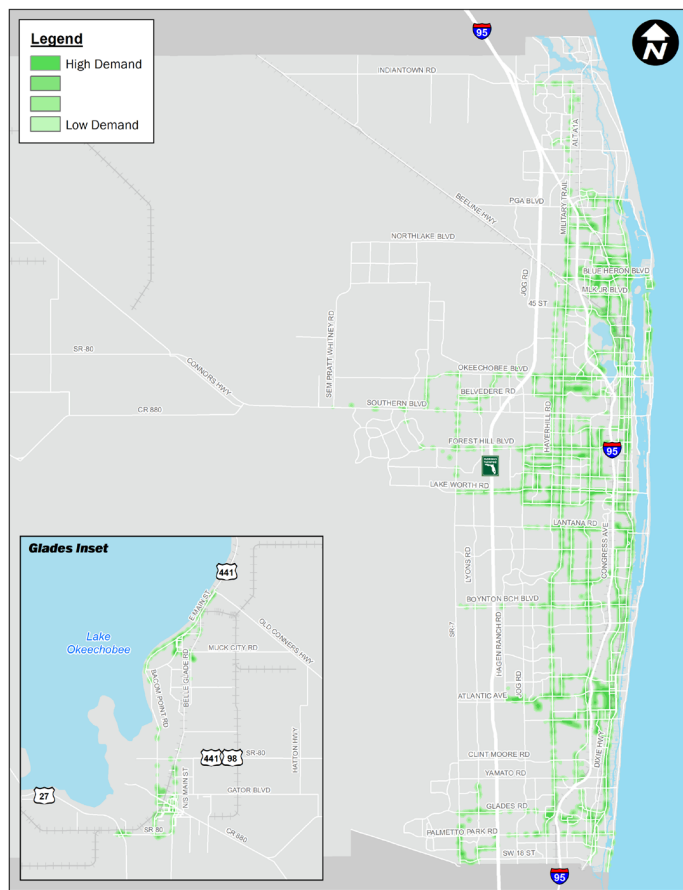 Legend
High Demand
Low Demand
95
N
INDIANTOWN RD
ALT A1A
MILITARY TRAIL
PGA BLVD
BEELINE HWY
NORTHLAKE BLVD
JOG RD
BLUE HERON BLVD
MLK JR BLVD
45 ST
SEM PRATT WHITNEY RD
SR-80
CONNORS HWY
OKEECHOBEE BLVD
BELVEDERE RD
SOUTHERN BLVD
CR 880
HAVERHILL RD
FOREST HILL BLVD
95
LAKE WORTH RD
LANTANA RD
CONGRESS AVE
LYONS RD
BOYNTON BCH BLVD
SR-7
HAGEN RANCH RD
JOG RD
ATLANTIC AVE
DIXIE HWY
CLINT MOORE RD
YAMATO RD
GLADES RD
PALMETTO PARK RD
SW 18 ST
95
Glades Inset
441
E MAIN ST
Lake
Okeechobee
OLD CONNERS HWY
MUCK CITY RD
BACOM POINT RD
BELLE GLADE RD
HATTON HWY
441
98
SR-80
N/S MAIN ST
27
GATOR BLVD
SR 80
CR 880